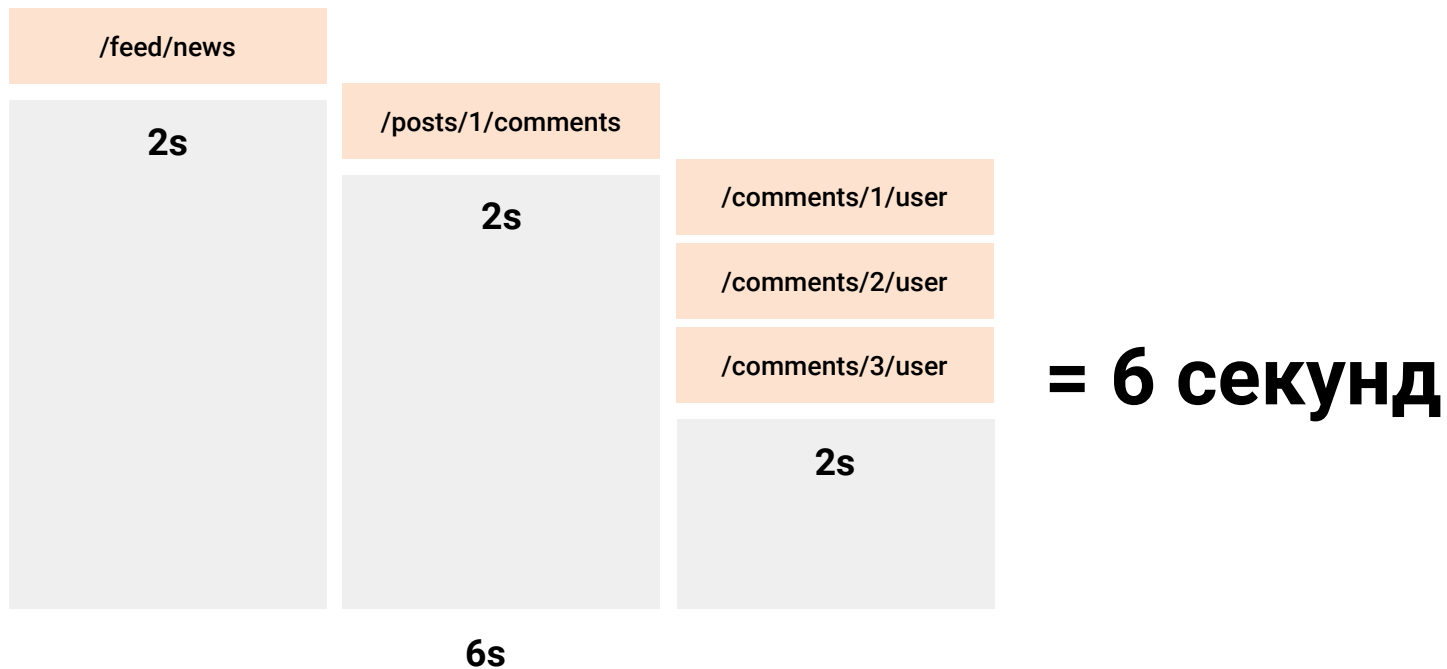 /feed/news
2s
/posts/1/comments
2s
/comments/1/user
/comments/2/user
/comments/3/user
2s
= 6 секунд
6s